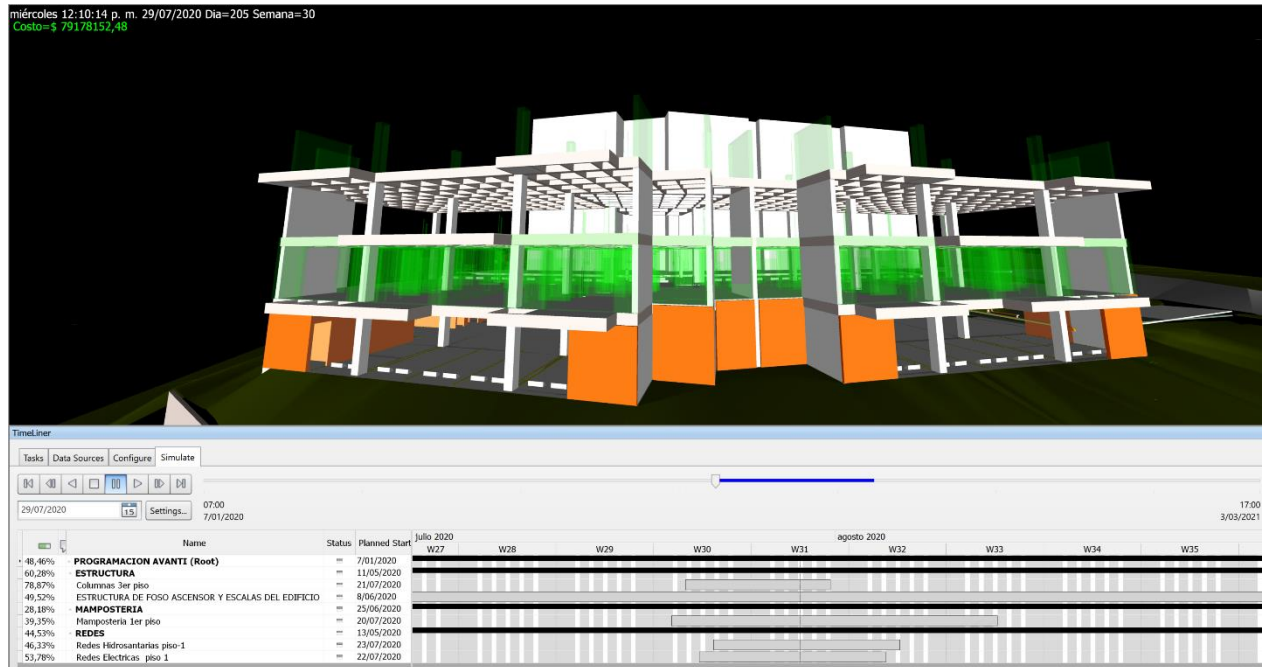 miércoles 12:10:14 p. m. 29/07/2020 Dia=205 Semana=30
Costo=$ 79178152,48
TimeLiner
Tasks Data Sources Configure Simulate
29/07/2020 15 Settings... 07:00 17:00
7/01/2020 3/03/2021
Name Status Planned Start julio 2020 agosto 2020
W27 W28 W29 W30 W31 W32 W33 W34 W35
48,46% PROGRAMACION AVANTI (Root) 7/01/2020
60,28% ESTRUCTURA 11/05/2020
78,87% Columnas 3er piso 21/07/2020
49,52% ESTRUCTURA DE FOSO ASCENSOR Y ESCALAS DEL EDIFICIO 8/06/2020
28,18% MAMPOSTERIA 25/06/2020
39,35% Mamposteria 1er piso 20/07/2020
44,53% REDES 13/05/2020
46,33% Redes Hidrosantarias piso-1 23/07/2020
53,78% Redes Electricas piso 1 22/07/2020